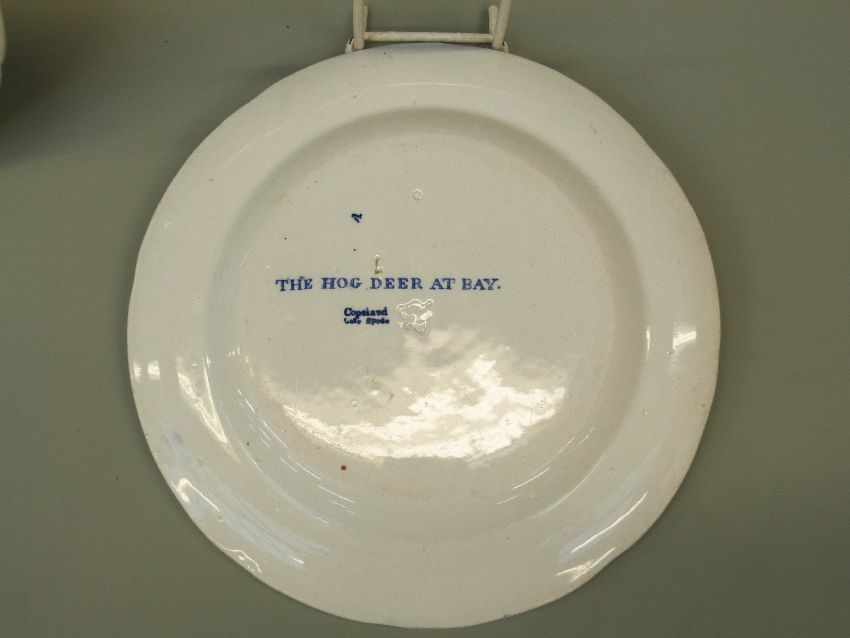 THE HOG DEER AT BAY.
Copeland
Late Spode